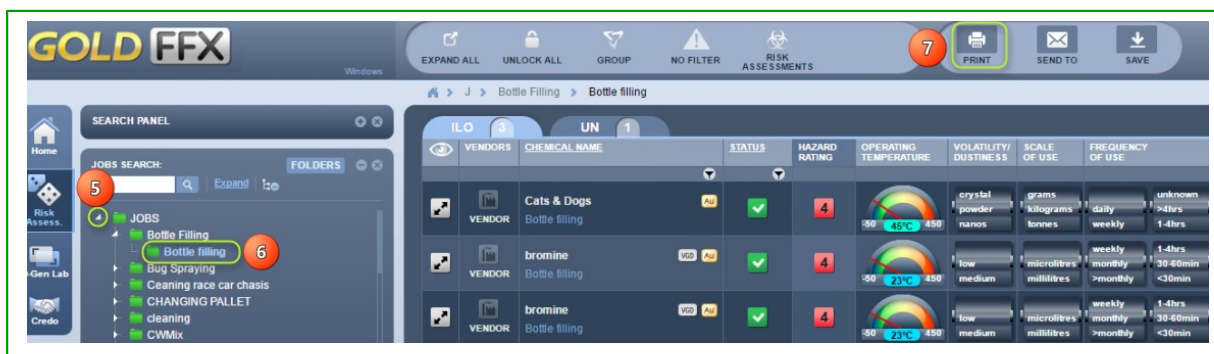 GOLD FFX
Windows
EXPAND ALL
UNLOCK ALL
GROUP
NO FILTER
RISK ASSESSMENTS
7
PRINT
SEND TO
SAVE
> J > Bottle Filling > Bottle filling
Home
Risk Assess.
-Gen Lab
Credo
SEARCH PANEL
JOBS SEARCH:
FOLDERS
5
Expand
JOBS
Bottle Filling
Bottle filling
6
Bug Spraying
Ceaning race car chasis
CHANGING PALLET
cleaning
CWMix
ILO 3
UN 1
VENDORS CHEMICAL NAME STATUS HAZARD RATING OPERATING TEMPERATURE VOLATILITY/ DUSTINESS SCALE OF USE FREQUENCY OF USE
VENDOR
Cats & Dogs
Bottle filling
Au
4
-50 45°C 450
crystal grams unknown
powder kilograms daily >4hrs
nanos tonnes weekly 1-4hrs
VENDOR
bromine
Bottle filling
VGD Au
4
-50 23°C 450
weekly 1-4hrs
low microlitres monthly 30-60min
medium millilitres >monthly <30min
VENDOR
bromine
Bottle filling
VGD Au
4
-50 23°C 450
weekly 1-4hrs
low microlitres monthly 30-60min
medium millilitres >monthly <30min